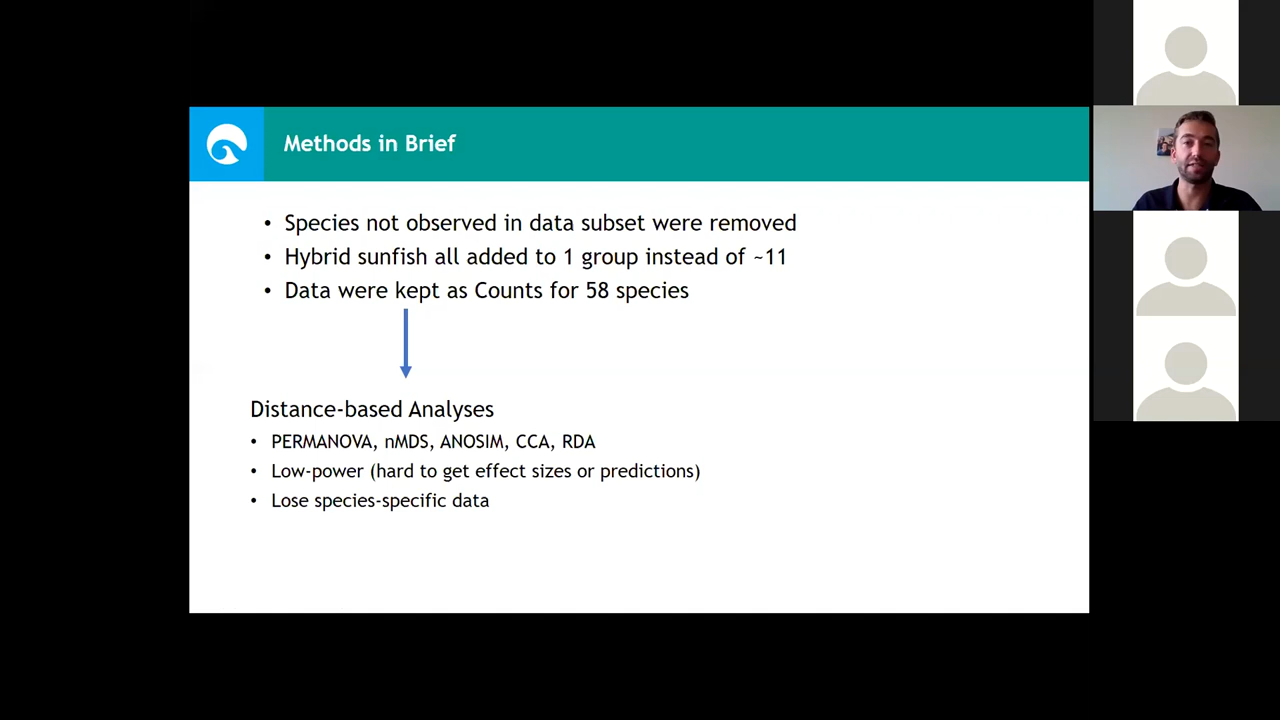 Methods in Brief
• Species not observed in data subset were removed
• Hybrid sunfish all added to 1 group instead of ~11
• Data were kept as Counts for 58 species
Distance-based Analyses
• PERMANOVA, nMDS, ANOSIM, CCA, RDA
• Low-power (hard to get effect sizes or predictions)
• Lose species-specific data